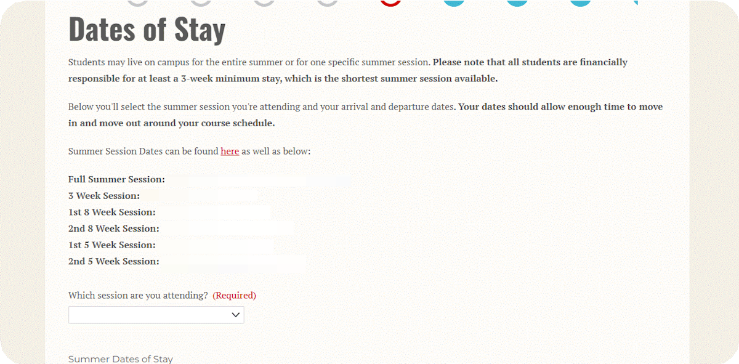 Dates of Stay
Students may live on campus for the entire summer or for one specific summer session. Please note that all students are financially
responsible for at least a 3-week minimum stay, which is the shortest summer session available.
Below you'll select the summer session you're attending and your arrival and departure dates. Your dates should allow enough time to move
in and move out around your course schedule.
Summer Session Dates can be found here as well as below:
Full Summer Session:
3 Week Session:
1st 8 Week Session:
2nd 8 Week Session:
1st 5 Week Session:
2nd 5 Week Session:
Which session are you attending? (Required)
Summer Dates of Stay